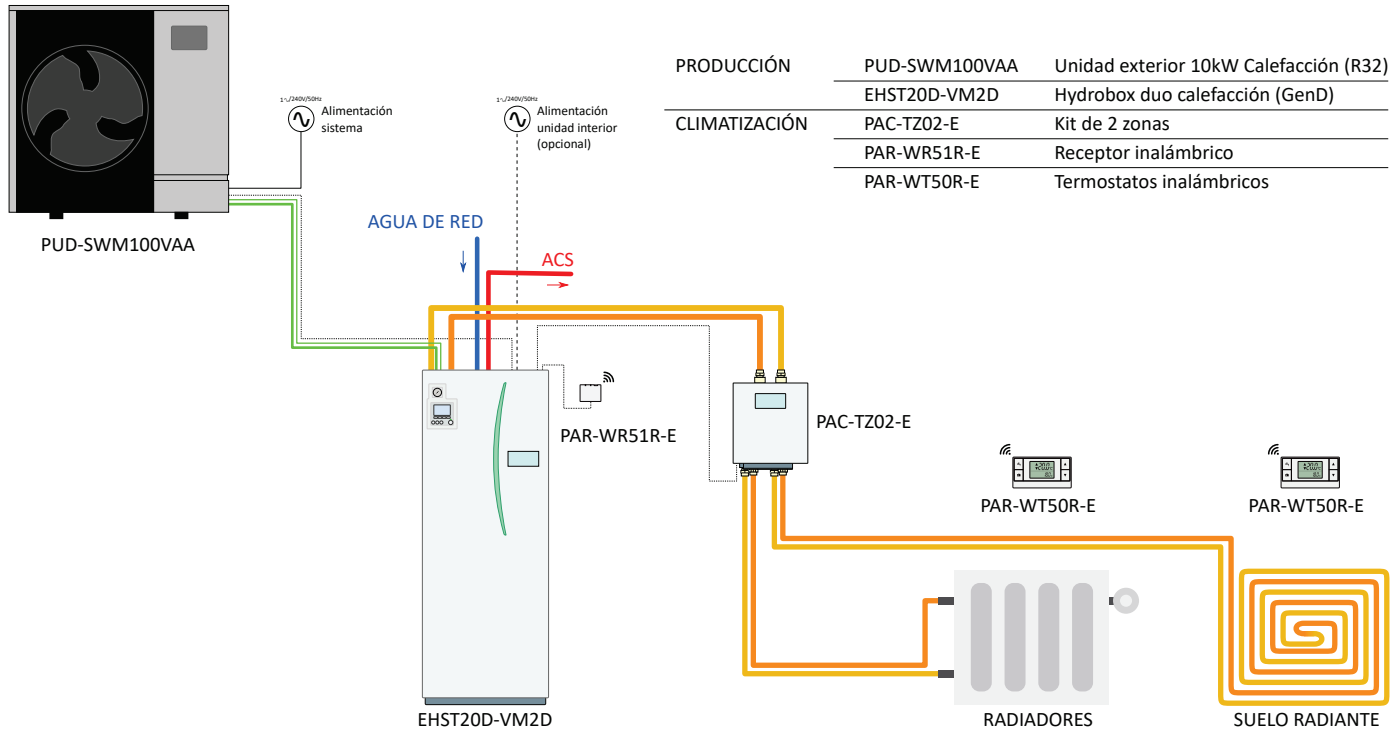 PRODUCCIÓN PUD-SWM100VAA Unidad exterior 10kW Calefacción (R32)
EHST20D-VM2D Hydrobox duo calefacción (GenD)
CLIMATIZACIÓN PAC-TZ02-E Kit de 2 zonas
PAR-WR51R-E Receptor inalámbrico
PAR-WT50R-E Termostatos inalámbricos
1~/240V/50Hz
Alimentación
sistema
1~/240V/50Hz
Alimentación
unidad interior
(opcional)
PUD-SWM100VAA
AGUA DE RED
ACS
PAR-WR51R-E
PAC-TZ02-E
PAR-WT50R-E
PAR-WT50R-E
EHST20D-VM2D
RADIADORES
SUELO RADIANTE